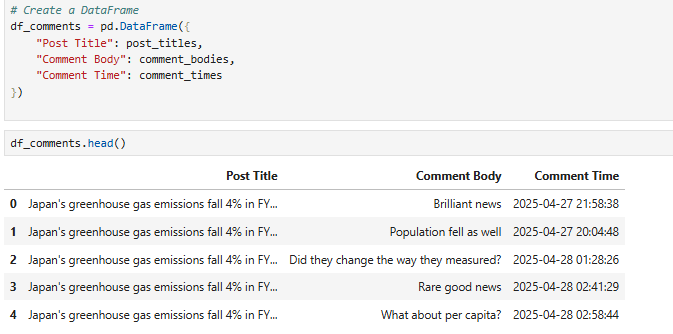 # Create a DataFrame
df_comments = pd.DataFrame({
    "Post Title": post_titles,
    "Comment Body": comment_bodies,
    "Comment Time": comment_times
})
df_comments.head()
Post Title Comment Body Comment Time
0 Japan's greenhouse gas emissions fall 4% in FY... Brilliant news 2025-04-27 21:58:38
1 Japan's greenhouse gas emissions fall 4% in FY... Population fell as well 2025-04-27 20:04:48
2 Japan's greenhouse gas emissions fall 4% in FY... Did they change the way they measured? 2025-04-28 01:28:26
3 Japan's greenhouse gas emissions fall 4% in FY... Rare good news 2025-04-28 02:41:29
4 Japan's greenhouse gas emissions fall 4% in FY... What about per capita? 2025-04-28 02:58:44